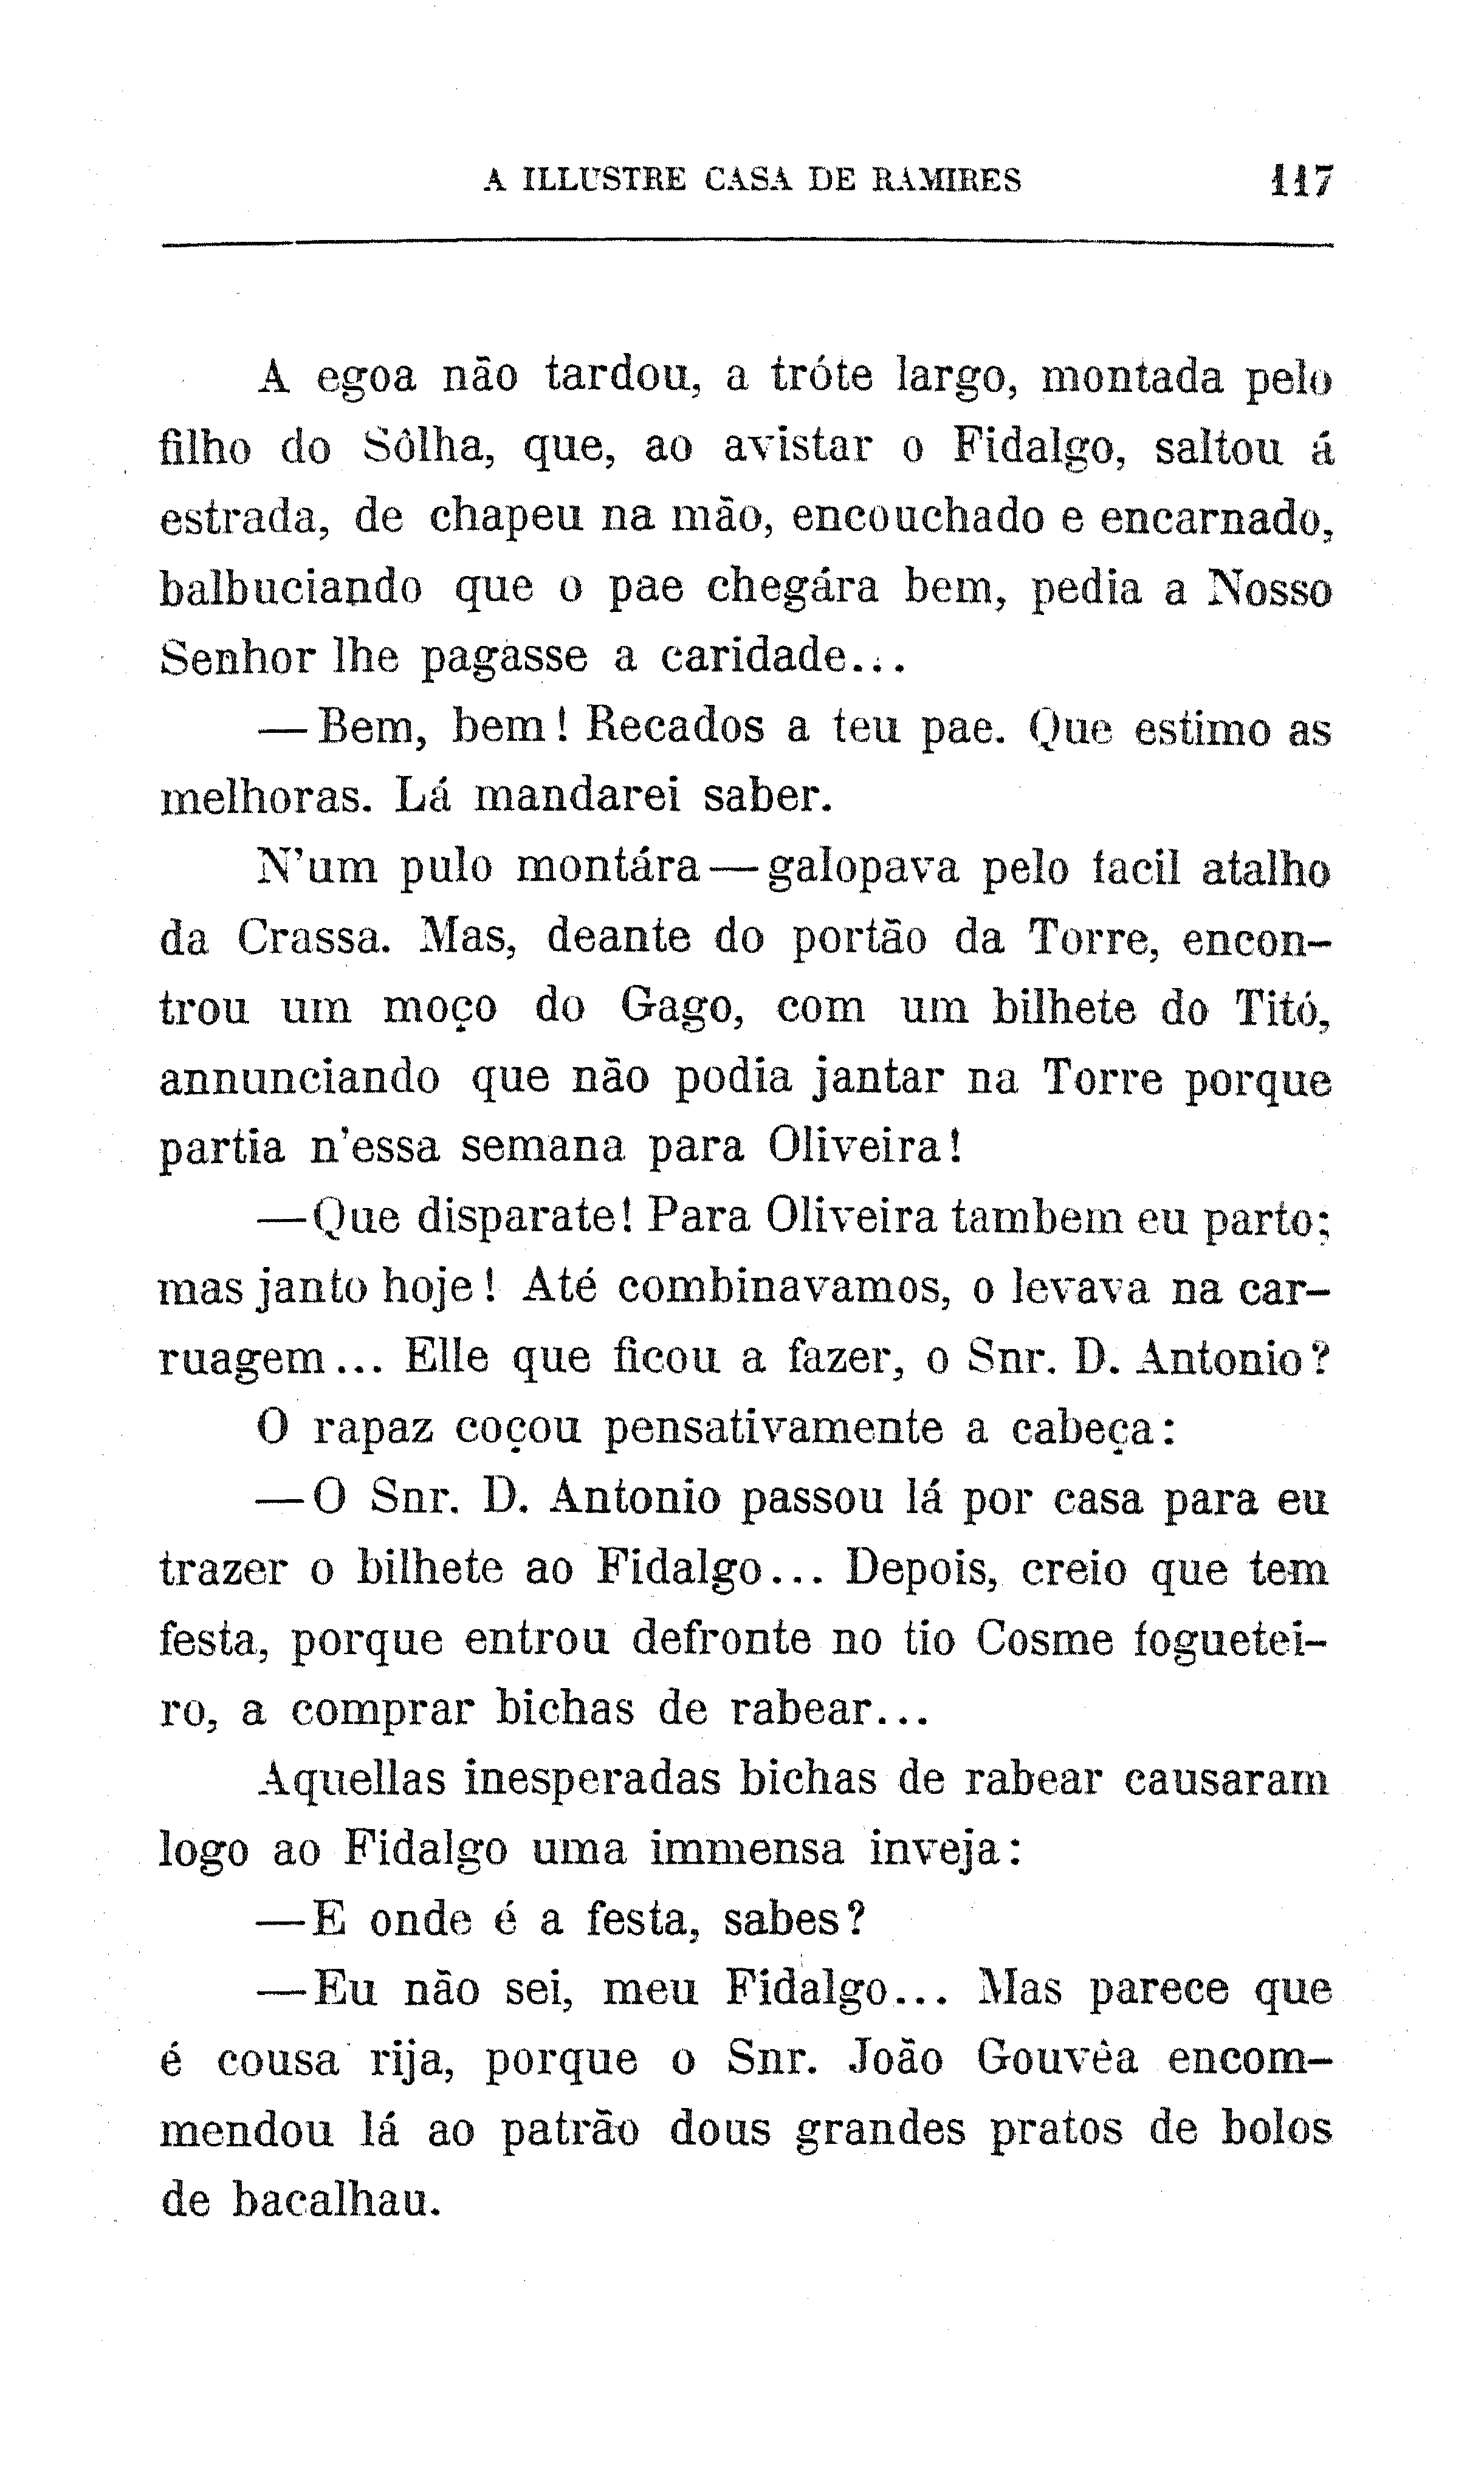 A ILLUSTRE CASA DE RAMIRES 117
A egoa não tardou, a tróte largo, montada pelo
filho do Sôlha, que, ao avistar o Fidalgo, saltou á
estrada, de chapeu na mão, encouchado e encarnado,
balbuciando que o pae chegára bem, pedia a Nosso
Senhor lhe pagasse a caridade...
—Bem, bem! Recados a teu pae. Que estimo as
melhoras. Lá mandarei saber.
N'um pulo montára—galopava pelo facil atalho
da Crassa. Mas, deante do portão da Torre, encon-
trou um moço do Gago, com um bilhete do Titó,
annunciando que não podia jantar na Torre porque
partia n'essa semana para Oliveira!
—Que disparate! Para Oliveira tambem eu parto;
mas janto hoje! Até combinavamos, o levava na car-
ruagem... Elle que ficou a fazer, o Snr. D. Antonio?
O rapaz coçou pensativamente a cabeça:
—O Snr. D. Antonio passou lá por casa para eu
trazer o bilhete ao Fidalgo... Depois, creio que tem
festa, porque entrou defronte no tio Cosme foguetei-
ro, a comprar bichas de rabear...
Aquellas inesperadas bichas de rabear causaram
logo ao Fidalgo uma immensa inveja:
—E onde é a festa, sabes?
—Eu não sei, meu Fidalgo... Mas parece que
é cousa rija, porque o Snr. João Gouvêa encom-
mendou lá ao patrão dous grandes pratos de bolos
de bacalhau.